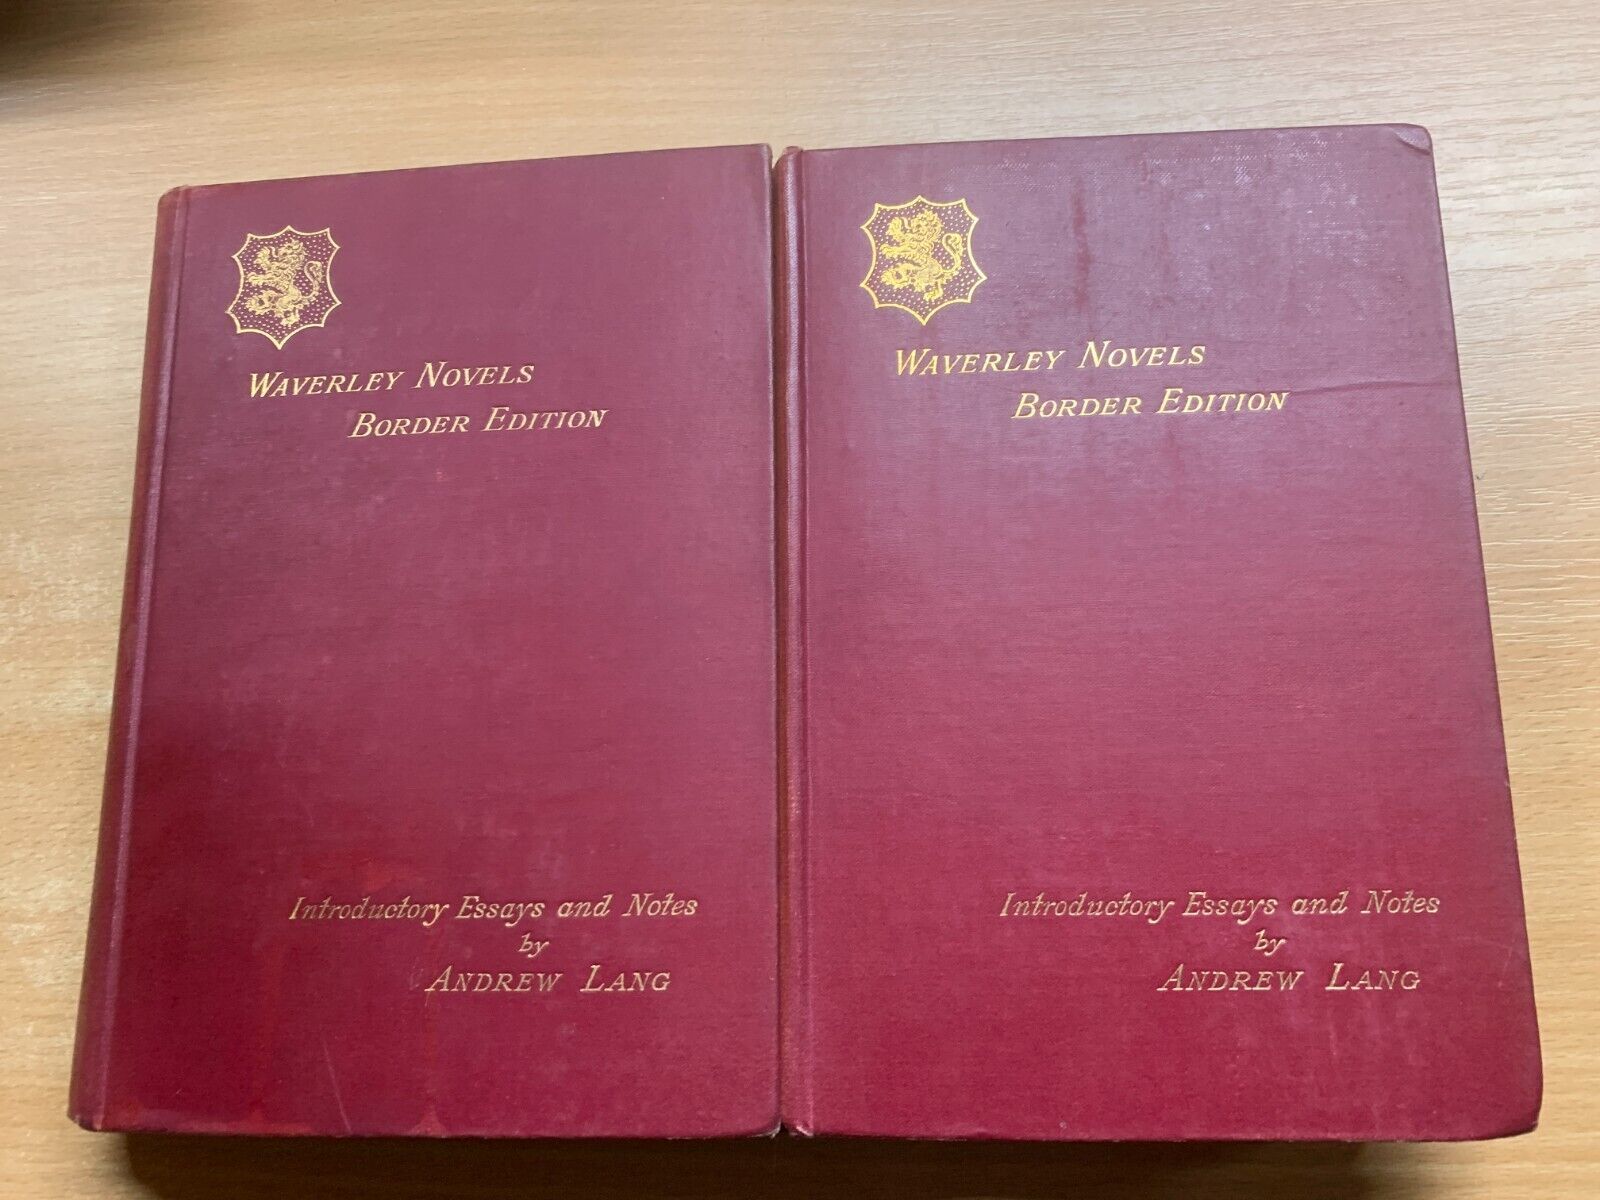 WAVERLEY NOVELS
BORDER EDITION
Introductory Essays and Notes
by
ANDREW LANG
WAVERLEY NOVELS
BORDER EDITION
Introductory Essays and Notes
by
ANDREW LANG